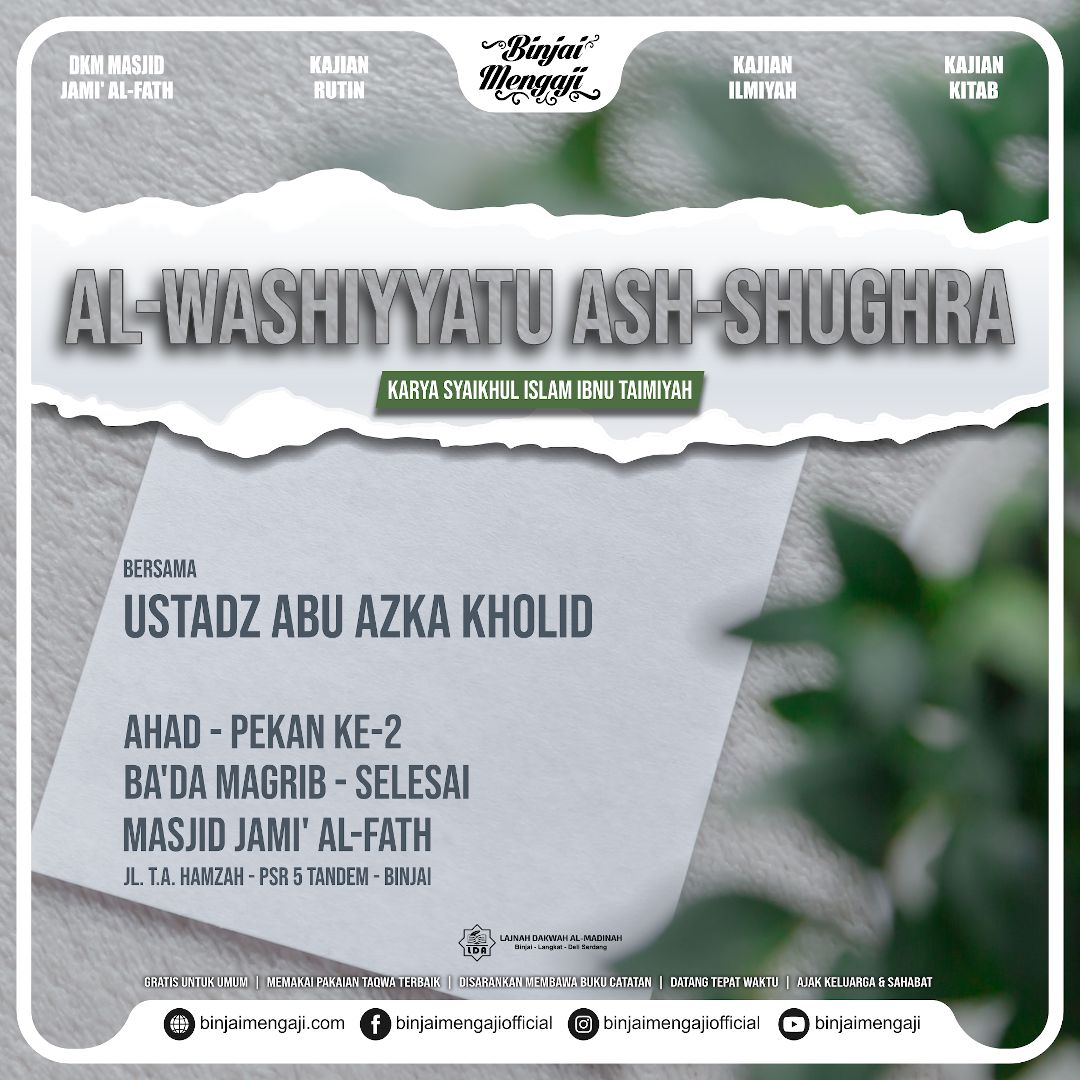 DKM MASJID
JAMI' AL-FATH
KAJIAN
RUTIN
Binjai
Mengaji
KAJIAN
ILMIYAH
KAJIAN
KITAB
AL-WASHIYYATU ASH-SHUGHRA
KARYA SYAIKHUL ISLAM IBNU TAIMIYAH
BERSAMA
USTADZ ABU AZKA KHOLID
AHAD - PEKAN KE-2
BA'DA MAGRIB - SELESAI
MASJID JAMI' AL-FATH
JL. T.A. HAMZAH - PSR 5 TANDEM - BINJAI
LDA
LAJNAH DAKWAH AL-MADINAH
Binjai - Langkat - Deli Serdang
GRATIS UNTUK UMUM | MEMAKAI PAKAIAN TAQWA TERBAIK | DISARANKAN MEMBAWA BUKU CATATAN | DATANG TEPAT WAKTU | AJAK KELUARGA & SAHABAT
binjaimengaji.com binjaimengajiofficial binjaimengajiofficial binjaimengaji